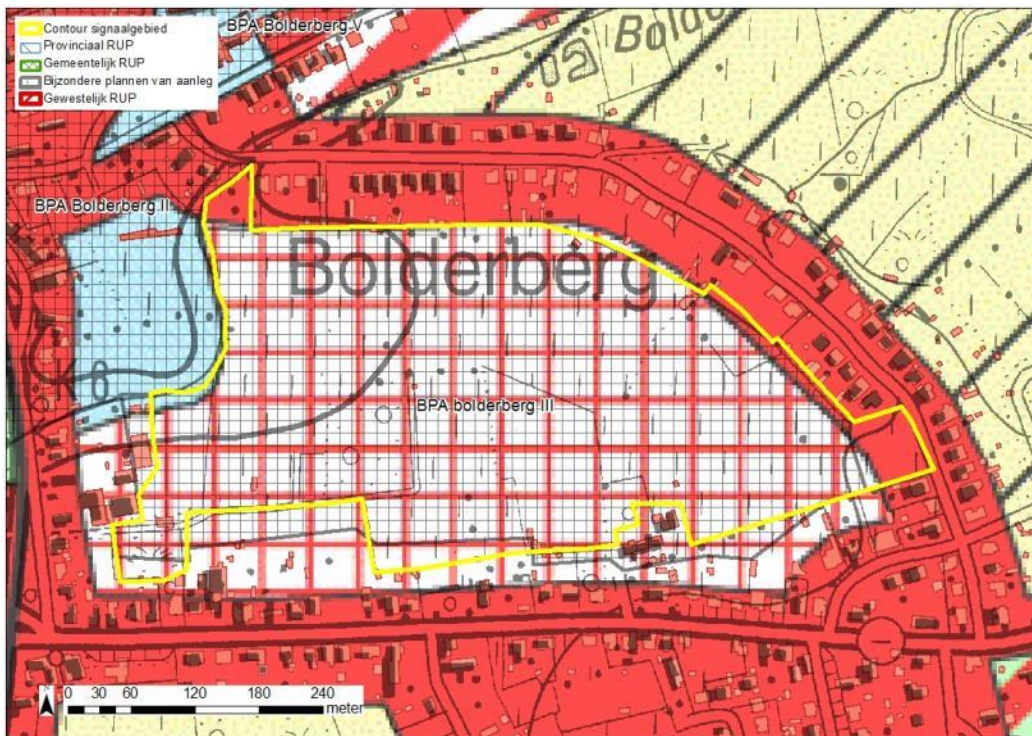 BPA Bolderberg V
Contour signaalgebied
Provinciaal RUP
Gemeentelijk RUP
Bijzondere plannen van aanleg
Gewestelijk RUP
BPA Bolderberg II
Bolderberg
BPA bolderberg III
0 30 60 120 180 240
meter